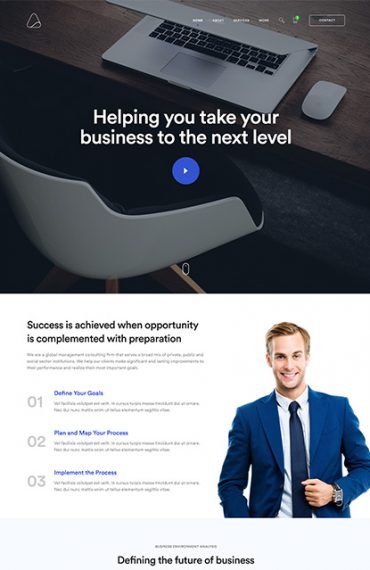 HOME ABOUT SERVICES WORK CONTACT
Helping you take your
business to the next level
Success is achieved when opportunity
is complemented with preparation
We are a global management consulting firm that serves a broad mix of private, public and
social sector institutions. We help our clients make significant and lasting improvements to
their performance and realize their most important goals.
01 Define Your Goals
Vel facilisis volutpat est velit. In cursus turpis massa tincidunt dui ut ornare.
Nec dui nunc mattis enim ut tellus elementum sagittis vitae.
02 Plan and Map Your Process
Vel facilisis volutpat est velit. In cursus turpis massa tincidunt dui ut ornare.
Nec dui nunc mattis enim ut tellus elementum sagittis vitae.
03 Implement the Process
Vel facilisis volutpat est velit. In cursus turpis massa tincidunt dui ut ornare.
Nec dui nunc mattis enim ut tellus elementum sagittis vitae.
BUSINESS ENVIRONMENT ANALYSIS
Defining the future of business